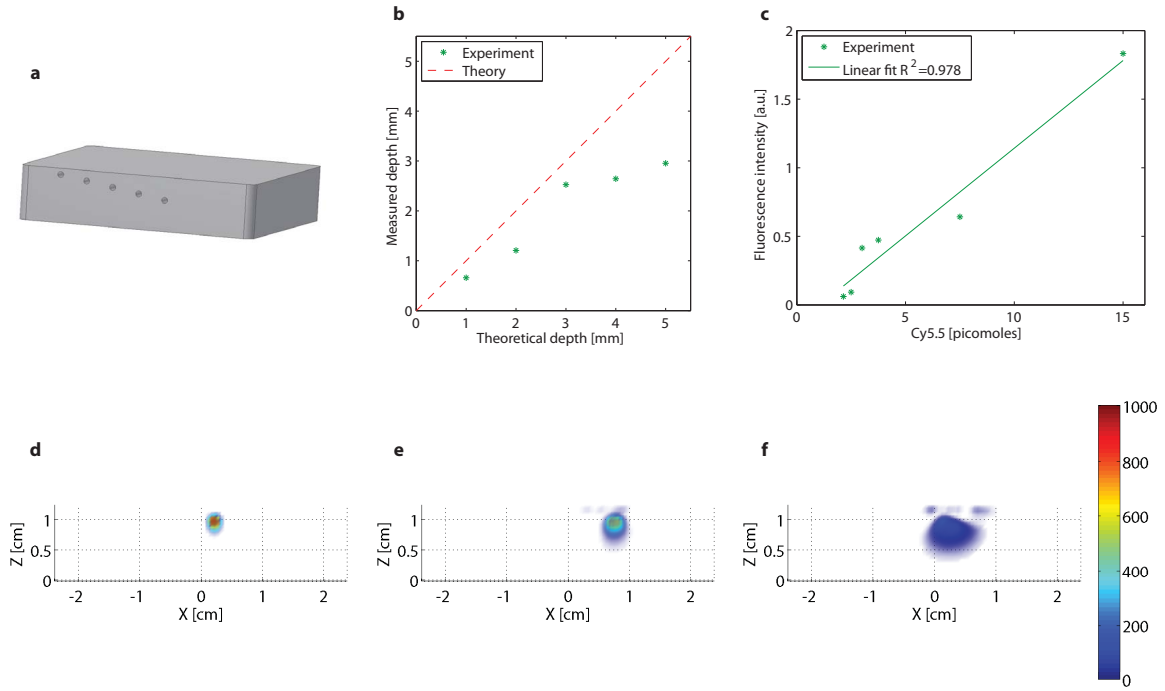 a
b
Experiment
Theory
Measured depth [mm]
5
4
3
2
1
0
0 1 2 3 4 5
Theoretical depth [mm]
c
Experiment
Linear fit R²=0.978
Fluorescence intensity [a.u.]
2
1.5
1
0.5
0
0 5 10 15
Cy5.5 [picomoles]
d
Z [cm]
1
0.5
0
-2 -1 0 1 2
X [cm]
e
Z [cm]
1
0.5
0
-2 -1 0 1 2
X [cm]
f
Z [cm]
1
0.5
0
-2 -1 0 1 2
X [cm]
1000
800
600
400
200
0